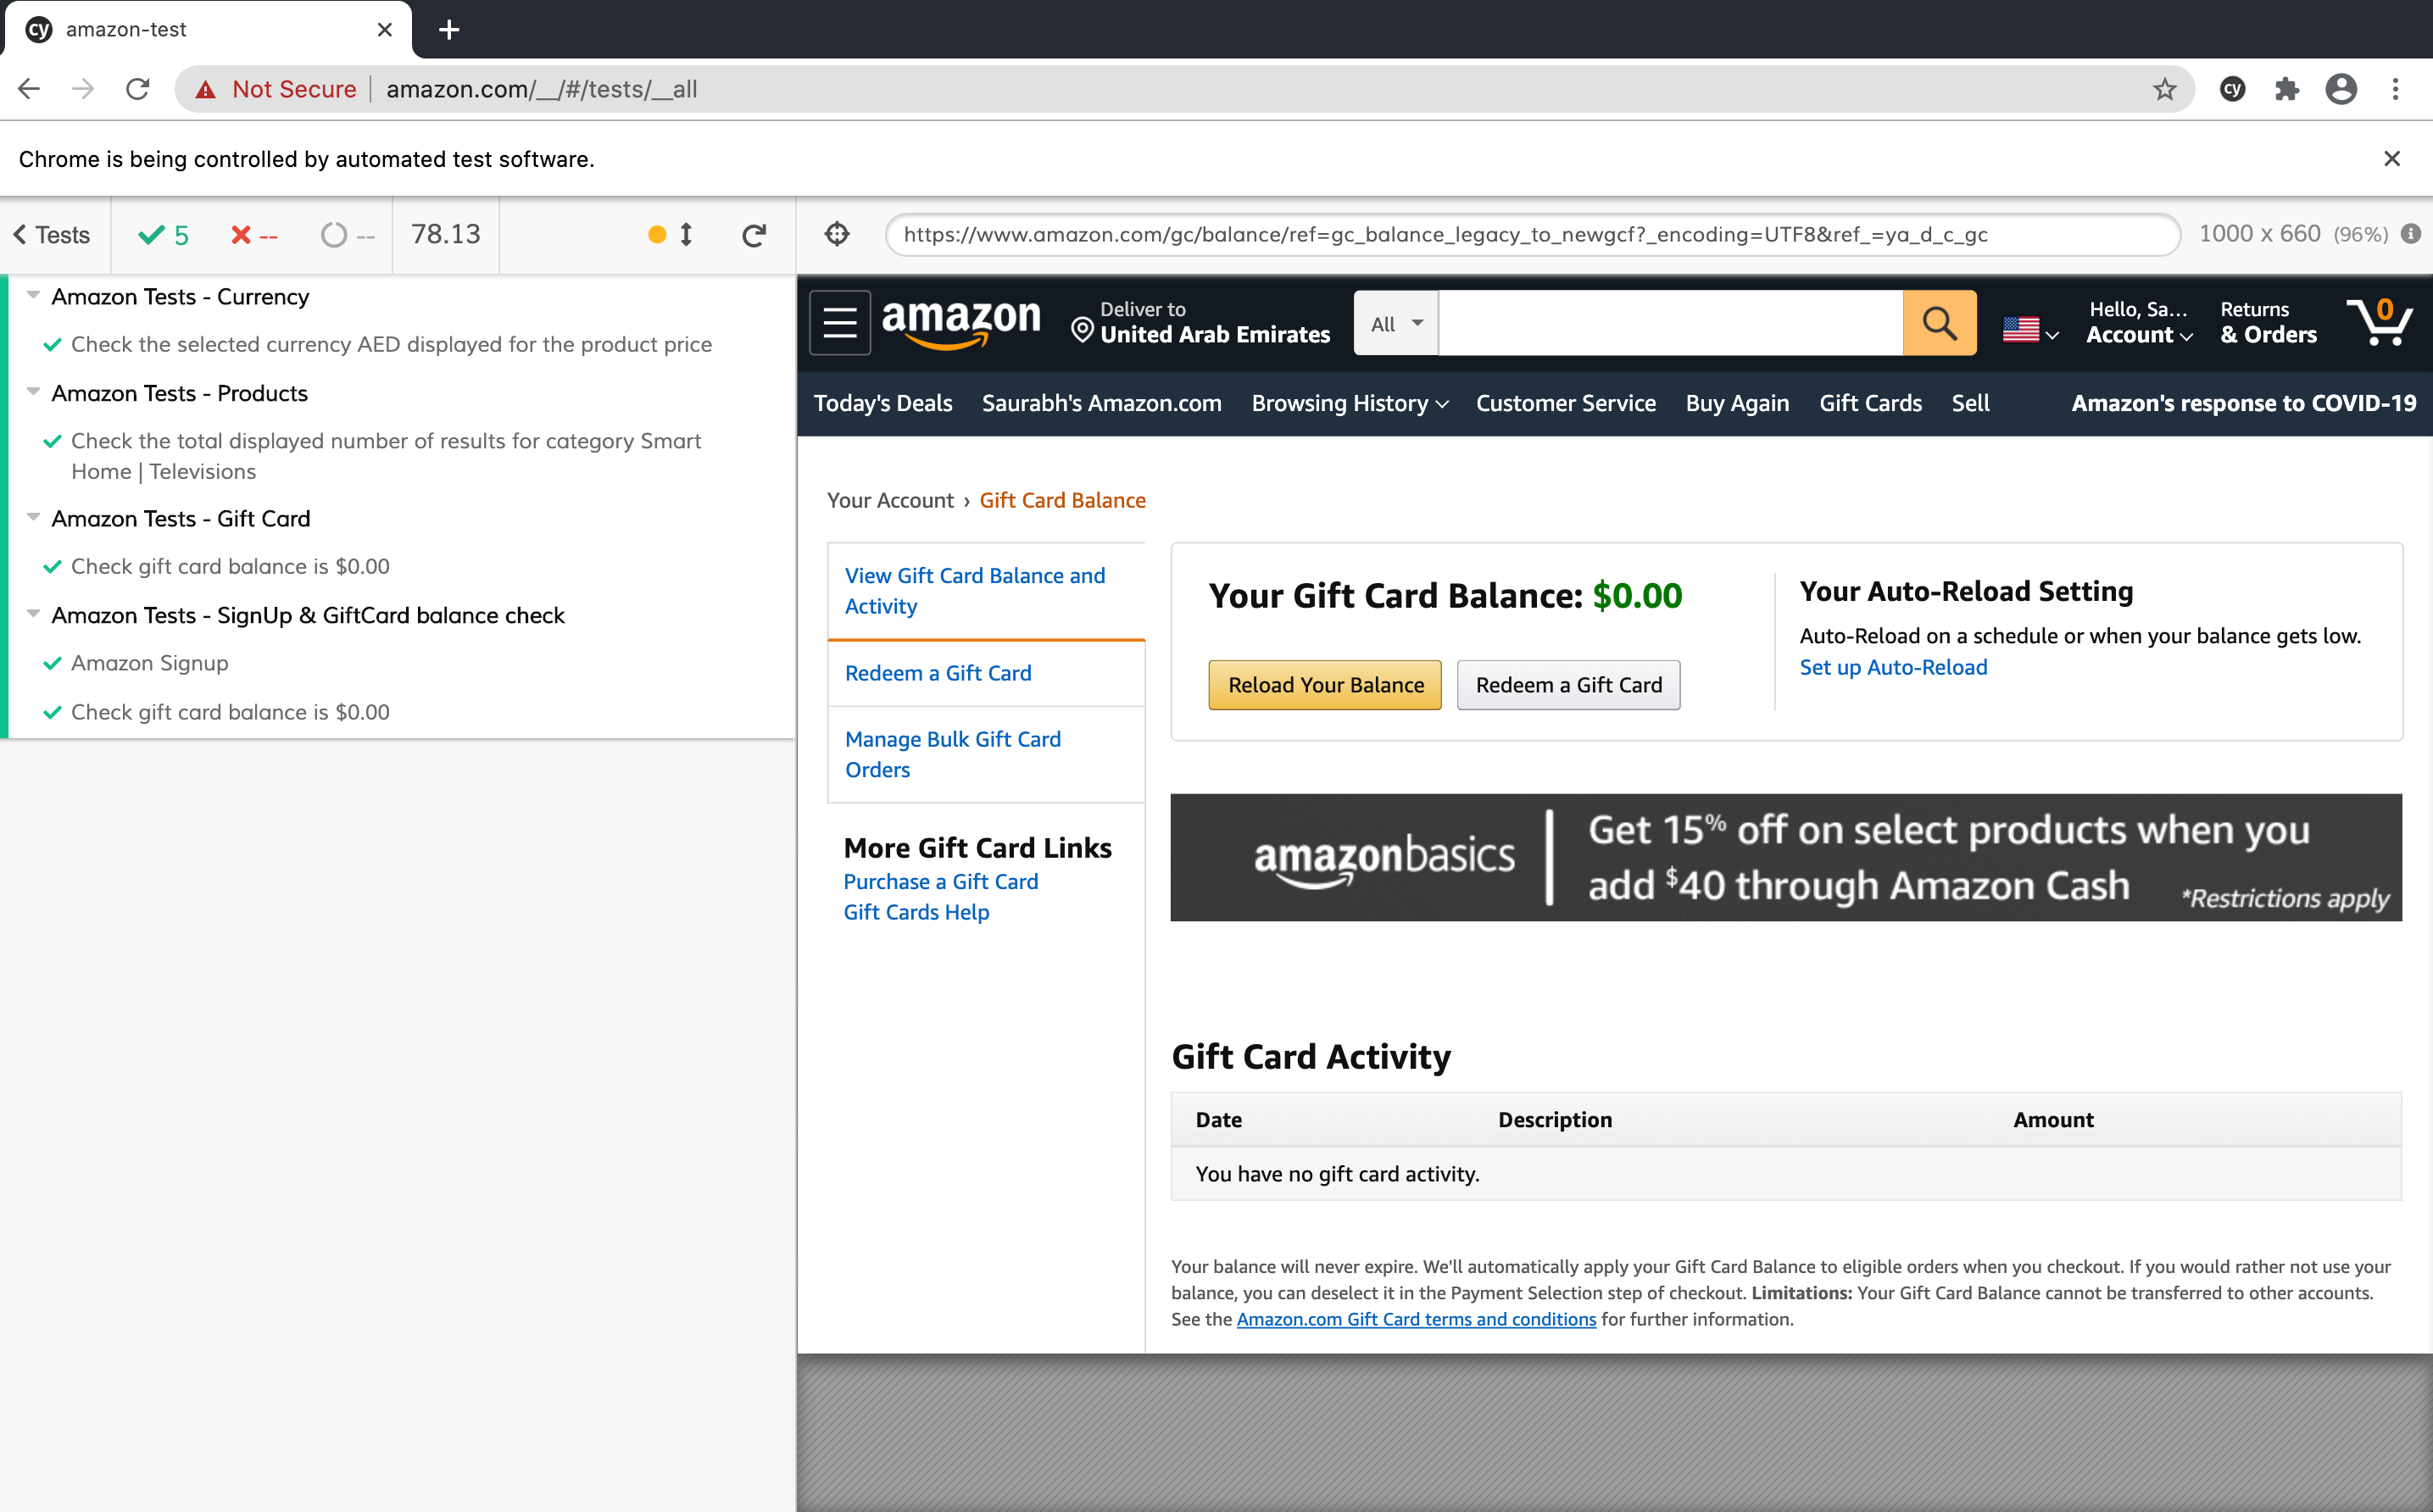 cy amazon-test
Not Secure amazon.com/__/#/tests/__all cy
Chrome is being controlled by automated test software.
Tests 5 -- -- 78.13
https://www.amazon.com/gc/balance/ref=gc_balance_legacy_to_newgcf?_encoding=UTF8&ref_=ya_d_c_gc 1000 x 660 (96%) i
Amazon Tests - Currency
Check the selected currency AED displayed for the product price
Amazon Tests - Products
Check the total displayed number of results for category Smart
Home | Televisions
Amazon Tests - Gift Card
Check gift card balance is $0.00
Amazon Tests - SignUp & GiftCard balance check
Amazon Signup
Check gift card balance is $0.00
amazon
Deliver to
United Arab Emirates
All
Hello, Sa...
Account
Returns
& Orders
0
Today's Deals Saurabh's Amazon.com Browsing History Customer Service Buy Again Gift Cards Sell Amazon's response to COVID-19
Your Account › Gift Card Balance
View Gift Card Balance and
Activity
Redeem a Gift Card
Manage Bulk Gift Card
Orders
More Gift Card Links
Purchase a Gift Card
Gift Cards Help
Your Gift Card Balance: $0.00
Reload Your Balance Redeem a Gift Card
Your Auto-Reload Setting
Auto-Reload on a schedule or when your balance gets low.
Set up Auto-Reload
amazonbasics
Get 15% off on select products when you
add $40 through Amazon Cash *Restrictions apply
Gift Card Activity
Date Description Amount
You have no gift card activity.
Your balance will never expire. We'll automatically apply your Gift Card Balance to eligible orders when you checkout. If you would rather not use your
balance, you can deselect it in the Payment Selection step of checkout. Limitations: Your Gift Card Balance cannot be transferred to other accounts.
See the Amazon.com Gift Card terms and conditions for further information.